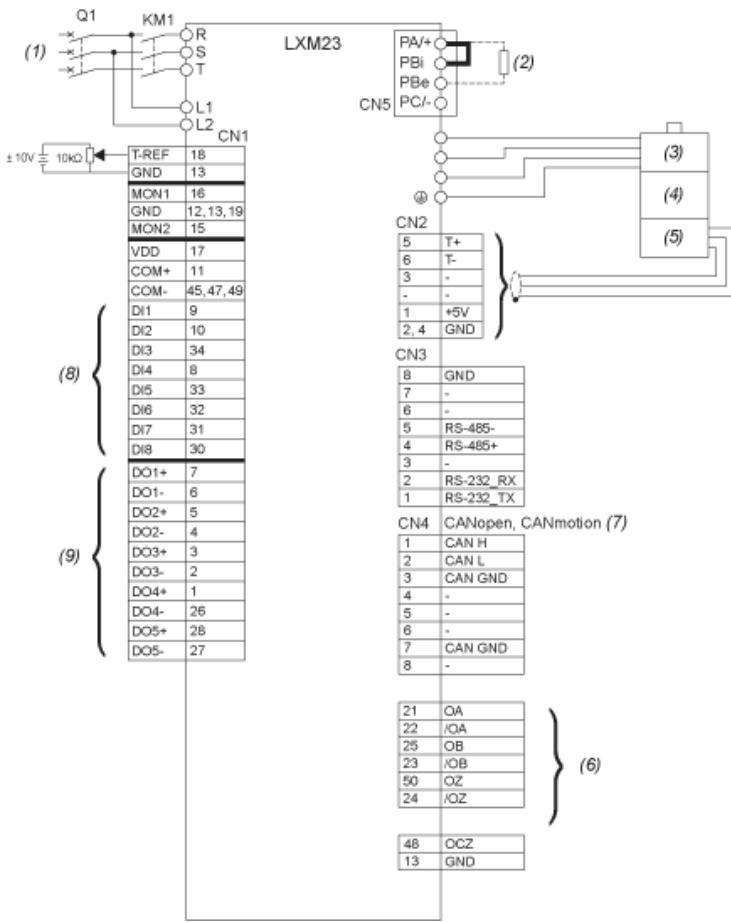 Q1
KM1
(1)
R
S
T
L1
L2
LXM23
PA/+
PBi
PBe
CN5 PC/-
(2)
(3)
(4)
(5)
CN1
± 10V 10kΩ
T-REF 18
GND 13
MON1 16
GND 12, 13, 19
MON2 15
VDD 17
COM+ 11
COM- 45, 47, 49
(8)
DI1 9
DI2 10
DI3 34
DI4 8
DI5 33
DI6 32
DI7 31
DI8 30
(9)
DO1+ 7
DO1- 6
DO2+ 5
DO2- 4
DO3+ 3
DO3- 2
DO4+ 1
DO4- 26
DO5+ 28
DO5- 27
CN2
5 T+
6 T-
3 -
- -
1 +5V
2, 4 GND
CN3
8 GND
7 -
6 -
5 RS-485-
4 RS-485+
3 -
2 RS-232_RX
1 RS-232_TX
CN4 CANopen, CANmotion (7)
1 CAN H
2 CAN L
3 CAN GND
4 -
5 -
6 -
7 CAN GND
8 -
21 OA
22 /OA
25 OB
23 /OB
50 OZ
24 /OZ
(6)
48 OCZ
13 GND